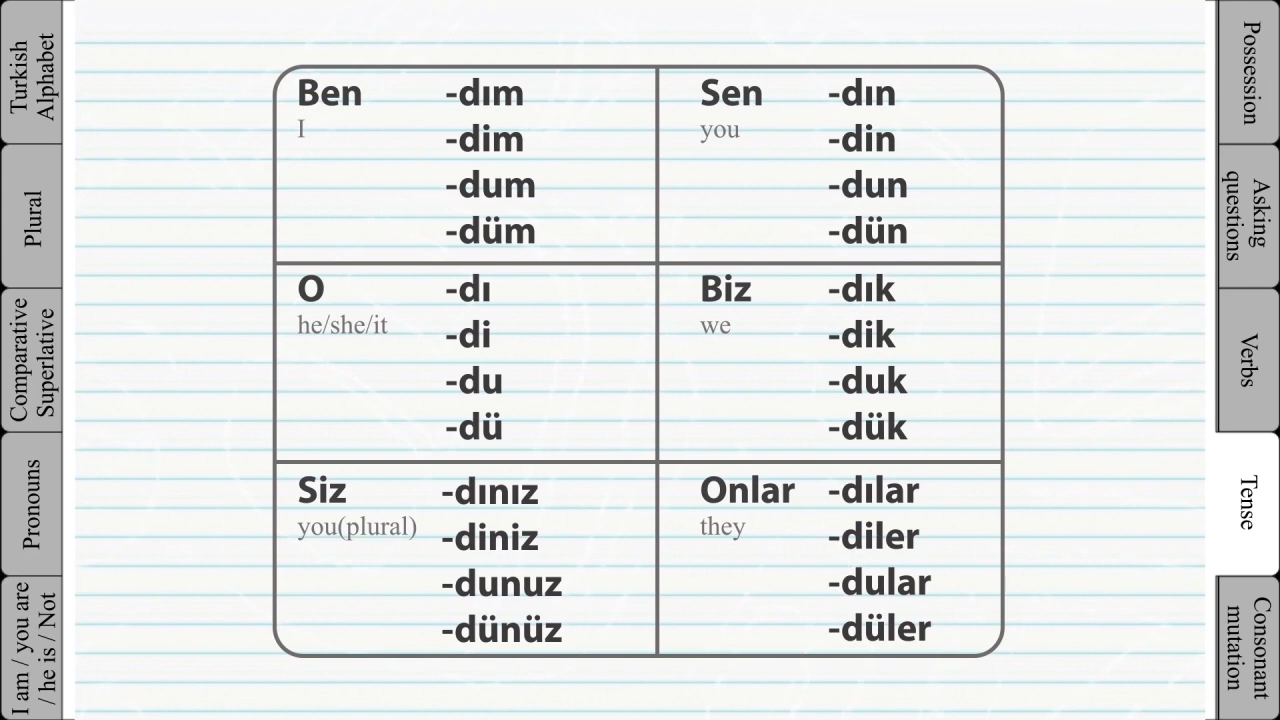 Turkish
Alphabet
Plural
Comparative
Superlative
Pronouns
I am / you are
/ he is / Not
Ben -dım
I
-dim
-dum
-düm
Sen -dın
you
-din
-dun
-dün
O -dı
he/she/it
-di
-du
-dü
Biz -dık
we
-dik
-duk
-dük
Siz -dınız
you(plural)
-diniz
-dunuz
-dünüz
Onlar -dılar
they
-diler
-dular
-düler
Possession
Asking
questions
Verbs
Tense
Consonant
mutation